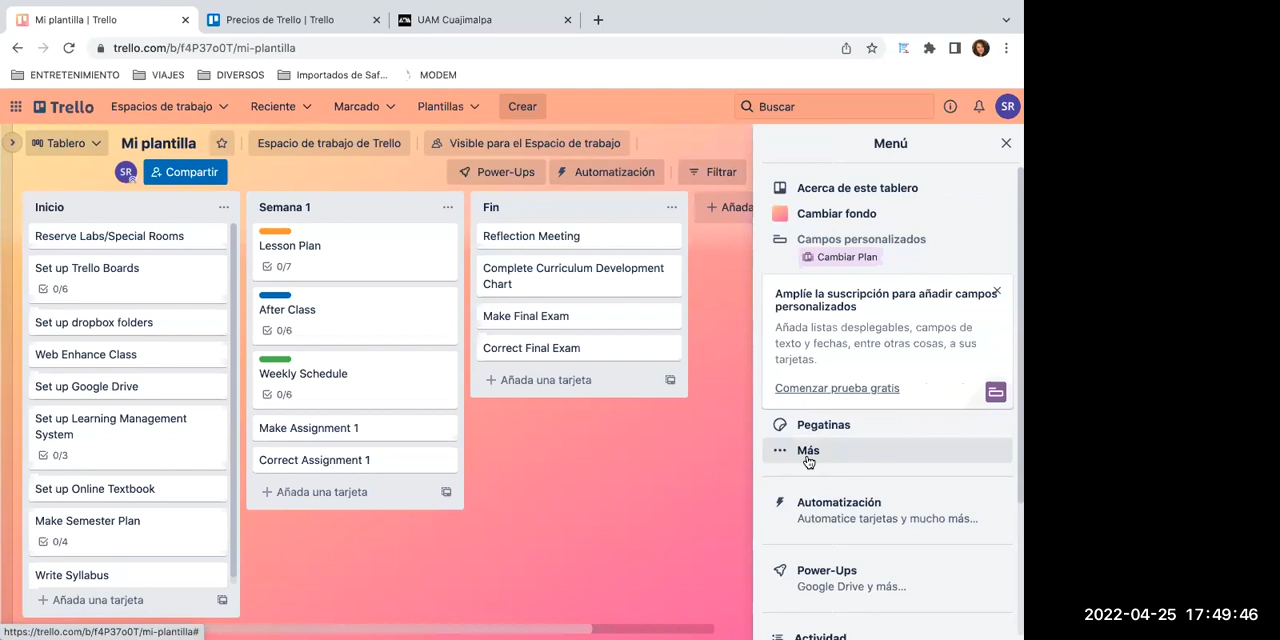 Mi plantilla | Trello
Precios de Trello | Trello
UAM Cuajimalpa
trello.com/b/f4P37o0T/mi-plantilla
ENTRETENIMIENTO
VIAJES
DIVERSOS
Importados de Saf...
MODEM
Trello
Espacios de trabajo
Reciente
Marcado
Plantillas
Crear
Buscar
SR
Tablero
Mi plantilla
Espacio de trabajo de Trello
Visible para el Espacio de trabajo
SR
Compartir
Power-Ups
Automatización
Filtrar
Inicio
Reserve Labs/Special Rooms
Set up Trello Boards
0/6
Set up dropbox folders
Web Enhance Class
Set up Google Drive
Set up Learning Management
System
0/3
Set up Online Textbook
Make Semester Plan
0/4
Write Syllabus
+ Añada una tarjeta
Semana 1
Lesson Plan
0/7
After Class
0/6
Weekly Schedule
0/6
Make Assignment 1
Correct Assignment 1
+ Añada una tarjeta
Fin
Reflection Meeting
Complete Curriculum Development
Chart
Make Final Exam
Correct Final Exam
+ Añada una tarjeta
+ Añada
Menú
Acerca de este tablero
Cambiar fondo
Campos personalizados
Cambiar Plan
Amplíe la suscripción para añadir campos
personalizados
Añada listas desplegables, campos de
texto y fechas, entre otras cosas, a sus
tarjetas.
Comenzar prueba gratis
Pegatinas
Más
Automatización
Automatice tarjetas y mucho más...
Power-Ups
Google Drive y más...
Actividad
https://trello.com/b/f4P37o0T/mi-plantilla#
2022-04-25 17:49:46